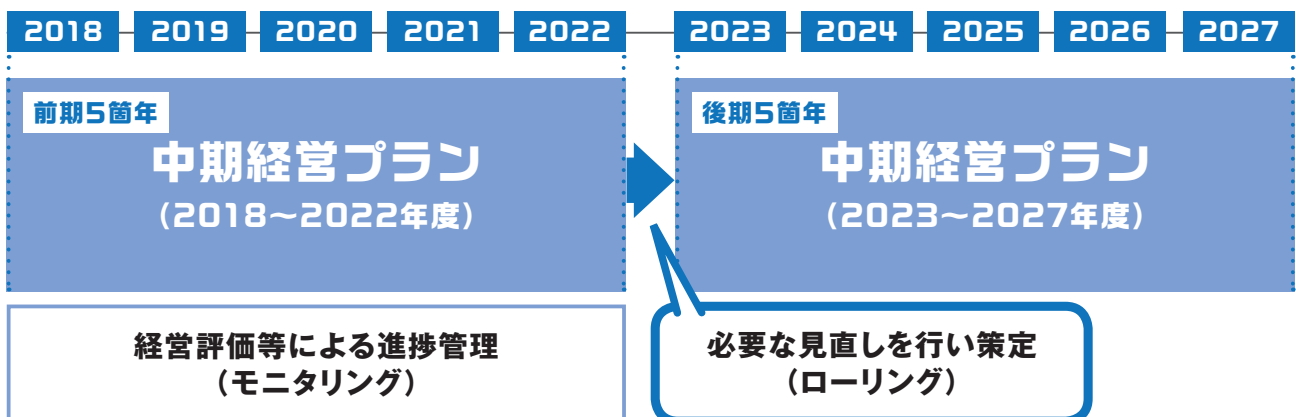 2018 2019 2020 2021 2022 2023 2024 2025 2026 2027
前期5箇年
中期経営プラン
（2018～2022年度）
後期5箇年
中期経営プラン
（2023～2027年度）
経営評価等による進捗管理
（モニタリング）
必要な見直しを行い策定
（ローリング）